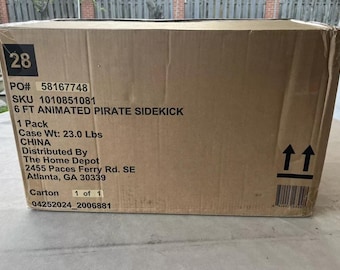 28
PO# 58167748
SKU 1010851081
6 FT ANIMATED PIRATE SIDEKICK
1 Pack
Case Wt: 23.0 Lbs
CHINA
Distributed By
The Home Depot
2455 Paces Ferry Rd. SE
Atlanta, GA 30339
Carton 1 of 1
04252024_2006881